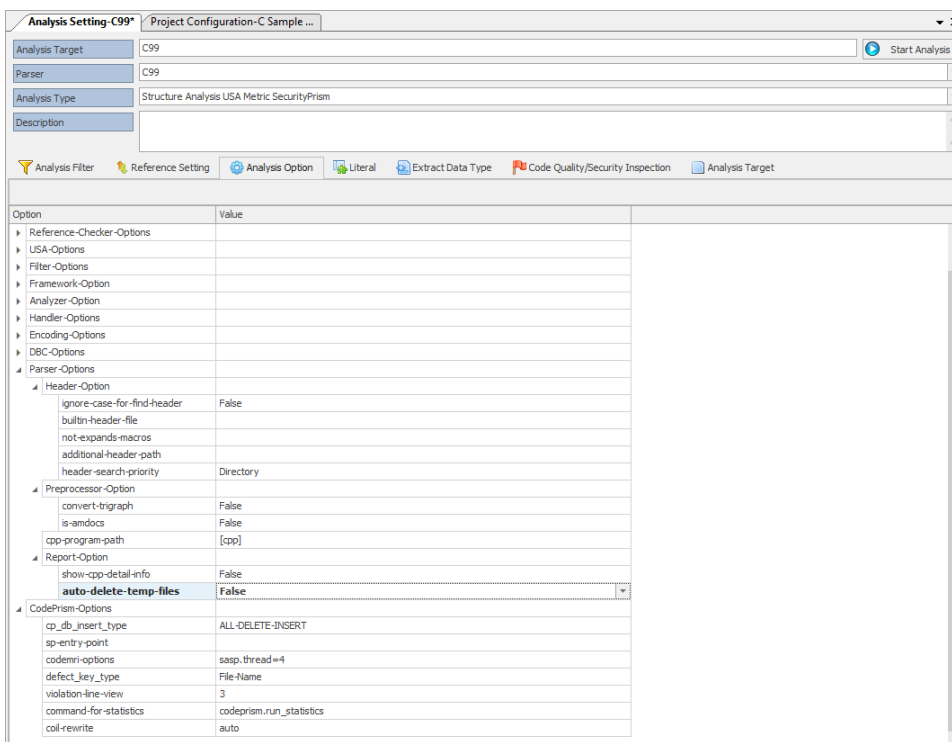 Analysis Setting-C99* Project Configuration-C Sample ...
Analysis Target C99 Start Analysis
Parser C99
Analysis Type Structure Analysis USA Metric SecurityPrism
Description
Analysis Filter Reference Setting Analysis Option Literal Extract Data Type Code Quality/Security Inspection Analysis Target
Option Value
Reference-Checker-Options
USA-Options
Filter-Options
Framework-Option
Analyzer-Option
Handler-Options
Encoding-Options
DBC-Options
Parser-Options
Header-Option
ignore-case-for-find-header False
builtin-header-file
not-expands-macros
additional-header-path
header-search-priority Directory
Preprocessor-Option
convert-trigraph False
is-amdocs False
cpp-program-path [cpp]
Report-Option
show-cpp-detail-info False
auto-delete-temp-files False
CodePrism-Options
cp_db_insert_type ALL-DELETE-INSERT
sp-entry-point
codemri-options sasp.thread=4
defect_key_type File-Name
violation-line-view 3
command-for-statistics codeprism.run_statistics
coil-rewrite auto